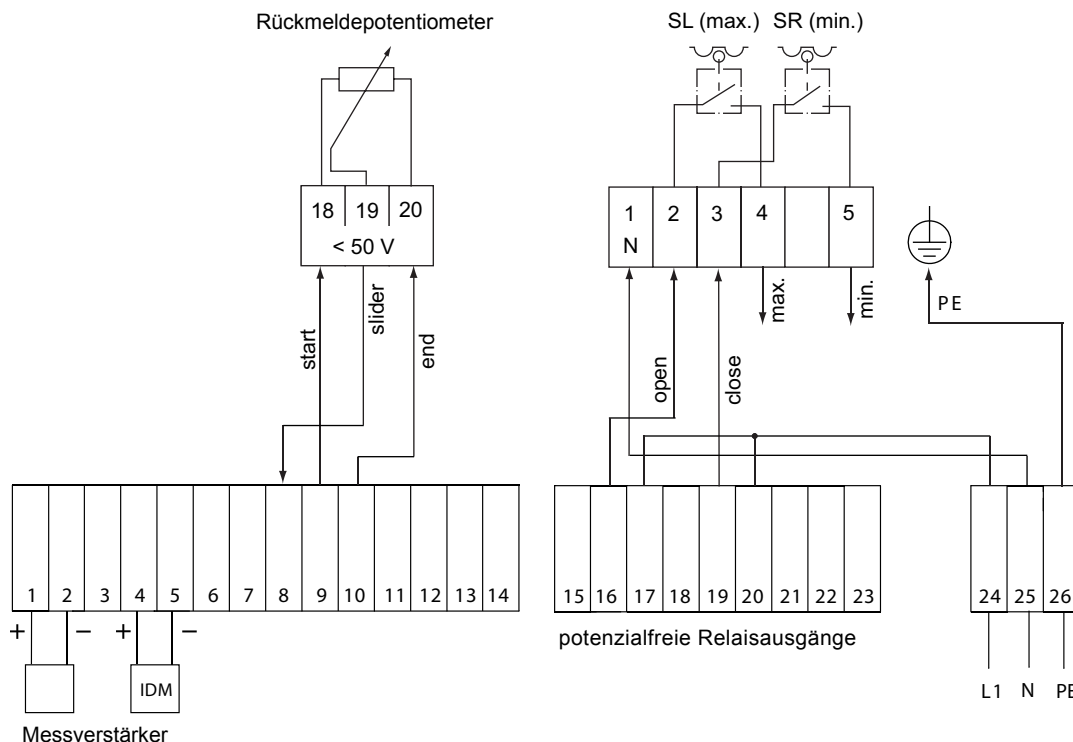 Rückmeldepotentiometer
SL (max.) SR (min.)
18 19 20
< 50 V
1 2 3 4 5
N
start
slider
end
open
close
max.
min.
PE
1 2 3 4 5 6 7 8 9 10 11 12 13 14
15 16 17 18 19 20 21 22 23
24 25 26
+ − + −
potenzialfreie Relaisausgänge
IDM
L1 N PE
Messverstärker